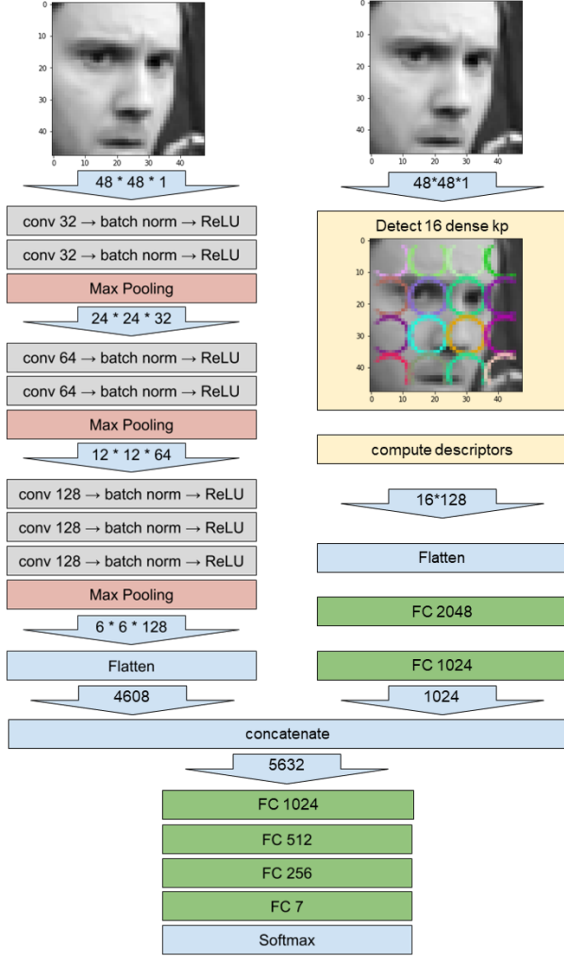 0
10
20
30
40
0
10
20
30
40
48 * 48 * 1
conv 32 → batch norm → ReLU
conv 32 → batch norm → ReLU
Max Pooling
24 * 24 * 32
conv 64 → batch norm → ReLU
conv 64 → batch norm → ReLU
Max Pooling
12 * 12 * 64
conv 128 → batch norm → ReLU
conv 128 → batch norm → ReLU
conv 128 → batch norm → ReLU
Max Pooling
6 * 6 * 128
Flatten
4608
0
10
20
30
40
0
10
20
30
40
48*48*1
Detect 16 dense kp
0
10
20
30
40
0
10
20
30
40
compute descriptors
16*128
Flatten
FC 2048
FC 1024
1024
concatenate
5632
FC 1024
FC 512
FC 256
FC 7
Softmax